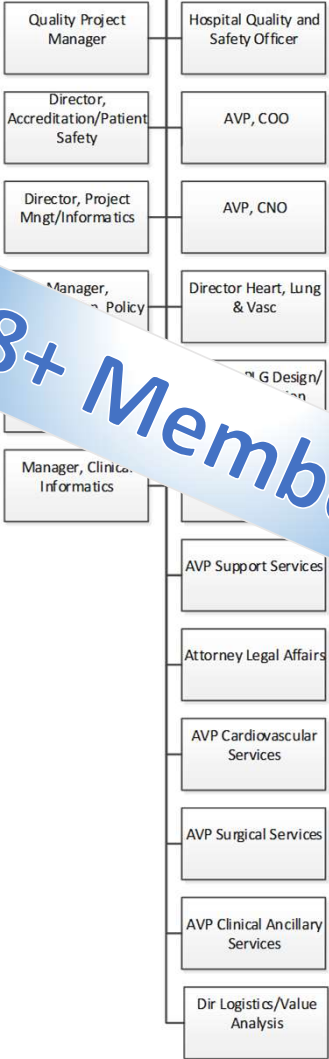 Quality Project
Manager
Hospital Quality and
Safety Officer
Director,
Accreditation/Patient
Safety
AVP, COO
Director, Project
Mngt/Informatics
AVP, CNO
Manager,
Policy
Director Heart, Lung
& Vasc
Design/
8+ Memb
Manager, Clinical
Informatics
AVP Support Services
Attorney Legal Affairs
AVP Cardiovascular
Services
AVP Surgical Services
AVP Clinical Ancillary
Services
Dir Logistics/Value
Analysis